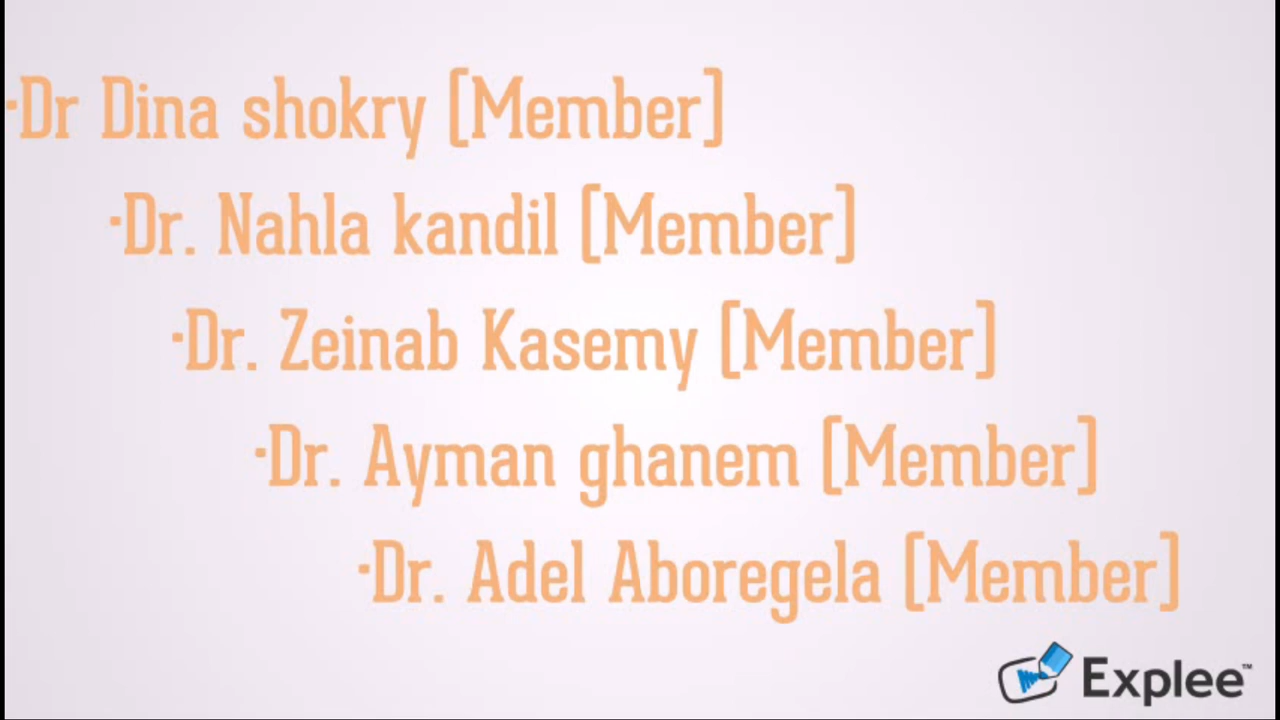 ·Dr Dina shokry [Member]
·Dr. Nahla kandil [Member]
·Dr. Zeinab Kasemy [Member]
·Dr. Ayman ghanem [Member]
·Dr. Adel Aboregela [Member]
Explee™